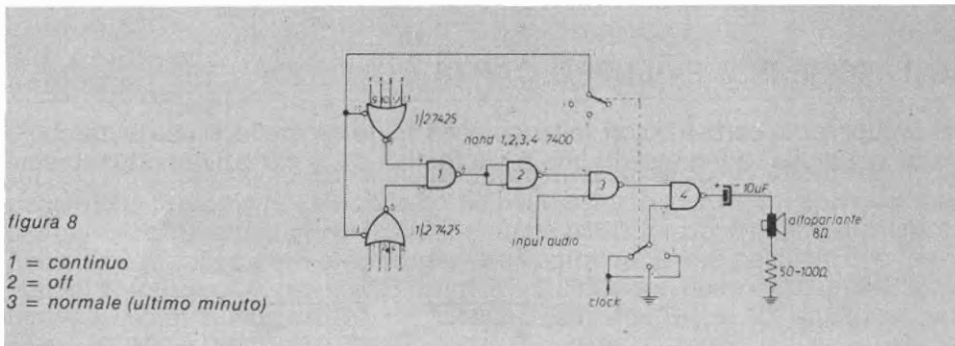 1/2 7425
nand 1,2,3,4 7400
1
2
3
4
+
10µF
altoparlante
8Ω
50-100Ω
input audio
clock
1/2 7425
figura 8
1 = continuo
2 = off
3 = normale (ultimo minuto)